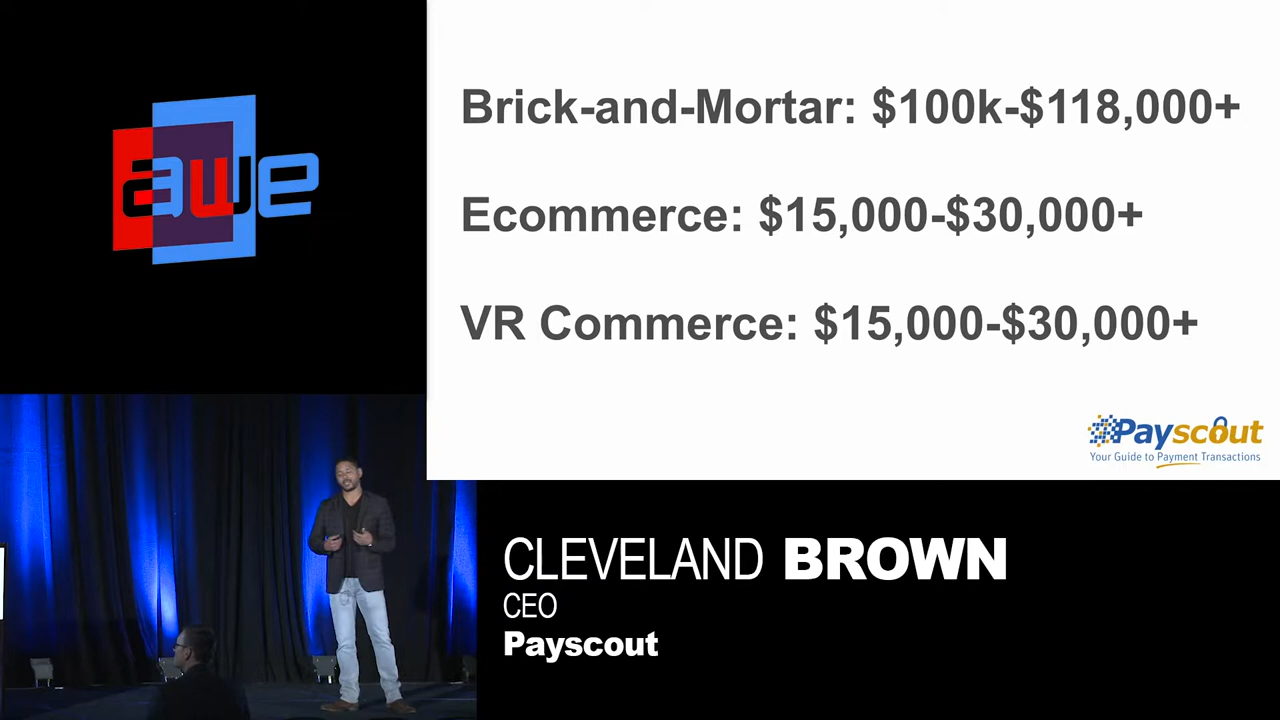 awe
Brick-and-Mortar: $100k-$118,000+
Ecommerce: $15,000-$30,000+
VR Commerce: $15,000-$30,000+
Payscout
Your Guide to Payment Transactions
CLEVELAND BROWN
CEO
Payscout